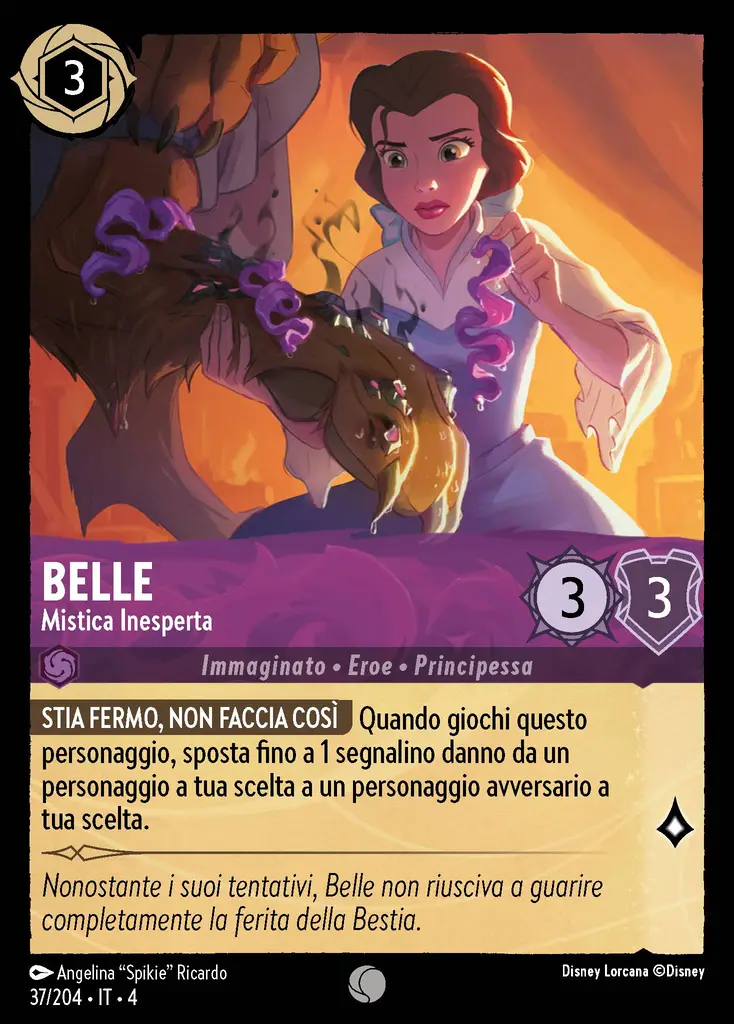 3
BELLE
Mistica Inesperta
3
3
Immaginato • Eroe • Principessa
STIA FERMO, NON FACCIA COSÌ Quando giochi questo
personaggio, sposta fino a 1 segnalino danno da un
personaggio a tua scelta a un personaggio avversario a
tua scelta.
Nonostante i suoi tentativi, Belle non riusciva a guarire
completamente la ferita della Bestia.
Angelina “Spikie” Ricardo
Disney Lorcana ©Disney
37/204 • IT • 4